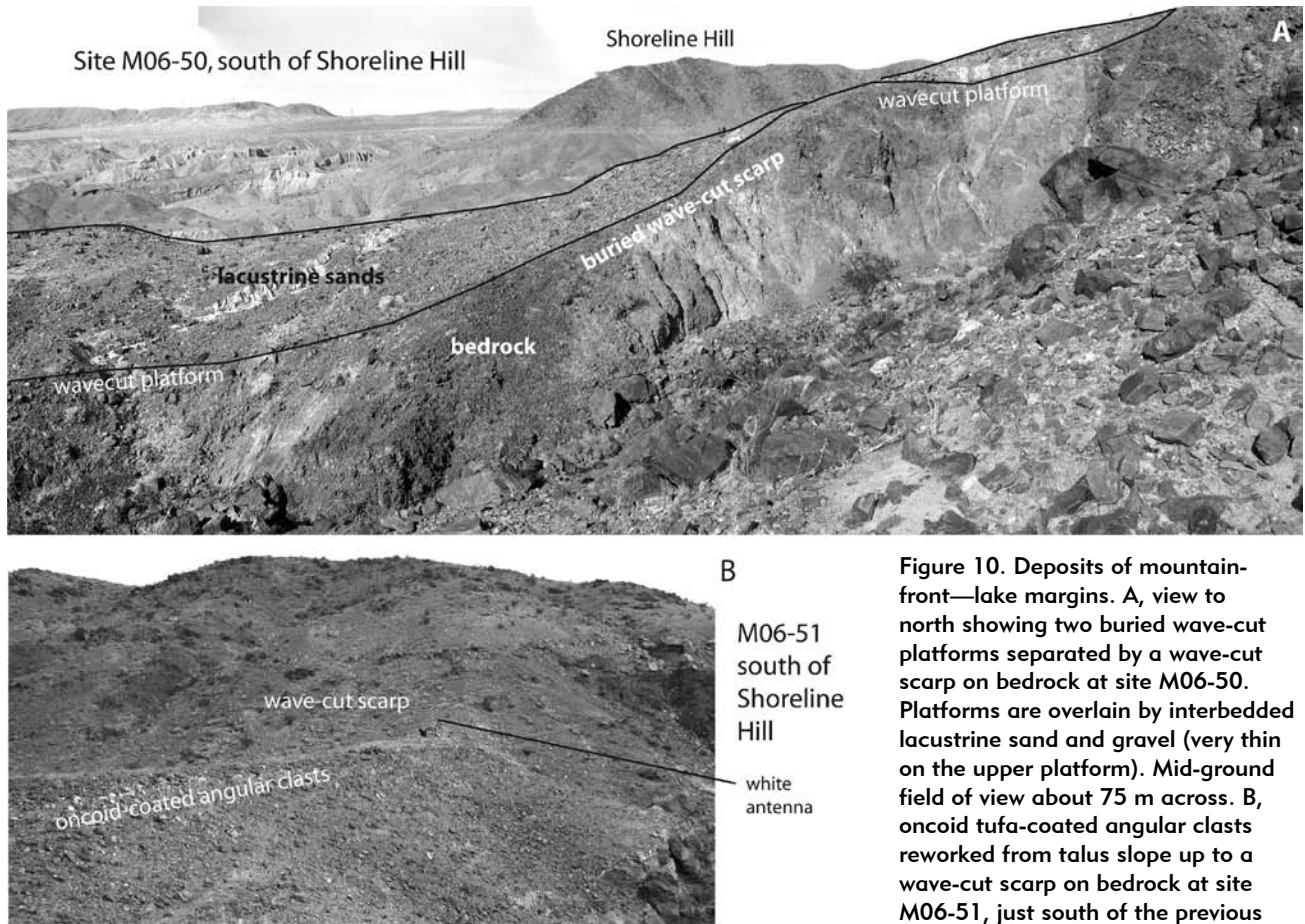 Site M06-50, south of Shoreline Hill
Shoreline Hill
A
wavecut platform
buried wave-cut scarp
lacustrine sands
bedrock
wavecut platform
B
M06-51
south of
Shoreline
Hill
wave-cut scarp
oncoid-coated angular clasts
white
antenna
Figure 10. Deposits of mountain-
front—lake margins. A, view to
north showing two buried wave-cut
platforms separated by a wave-cut
scarp on bedrock at site M06-50.
Platforms are overlain by interbedded
lacustrine sand and gravel (very thin
on the upper platform). Mid-ground
field of view about 75 m across. B,
oncoid tufa-coated angular clasts
reworked from talus slope up to a
wave-cut scarp on bedrock at site
M06-51, just south of the previous